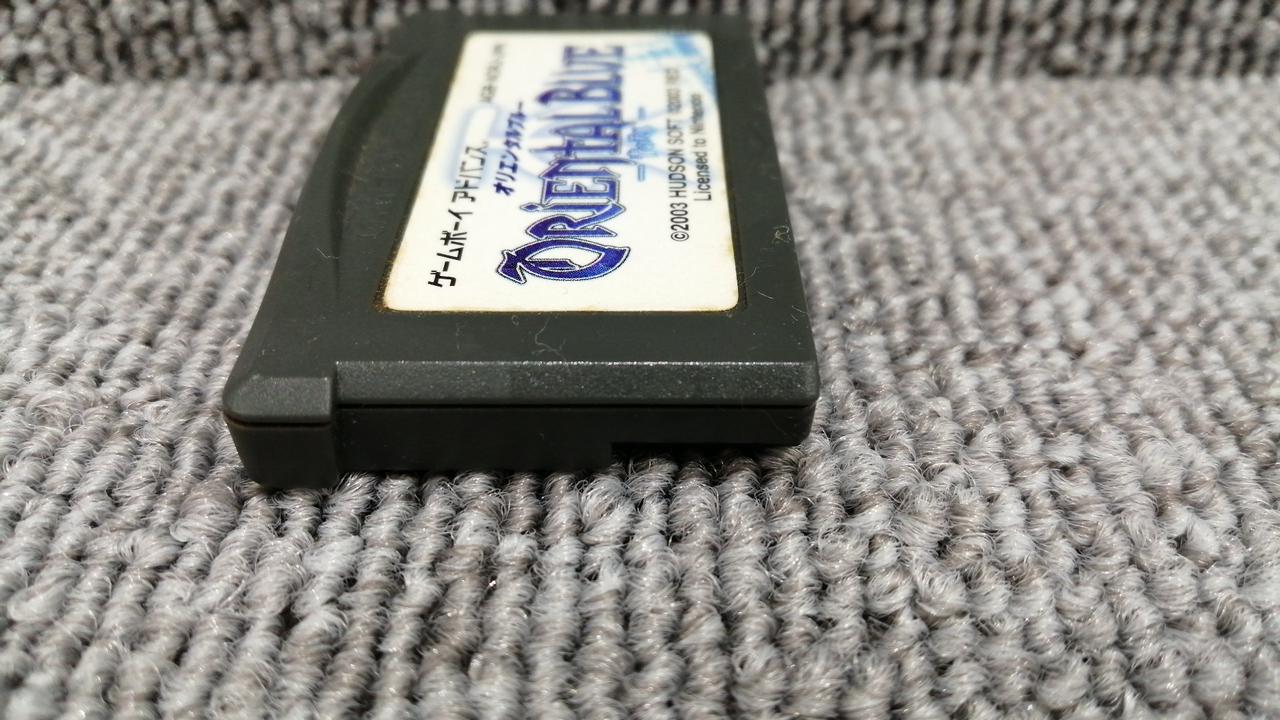 ゲームボーイ アドバンス
オリエンタルブルー
ORIENTAL BLUE
©2003 HUDSON SOFT
Licensed to Nintendo